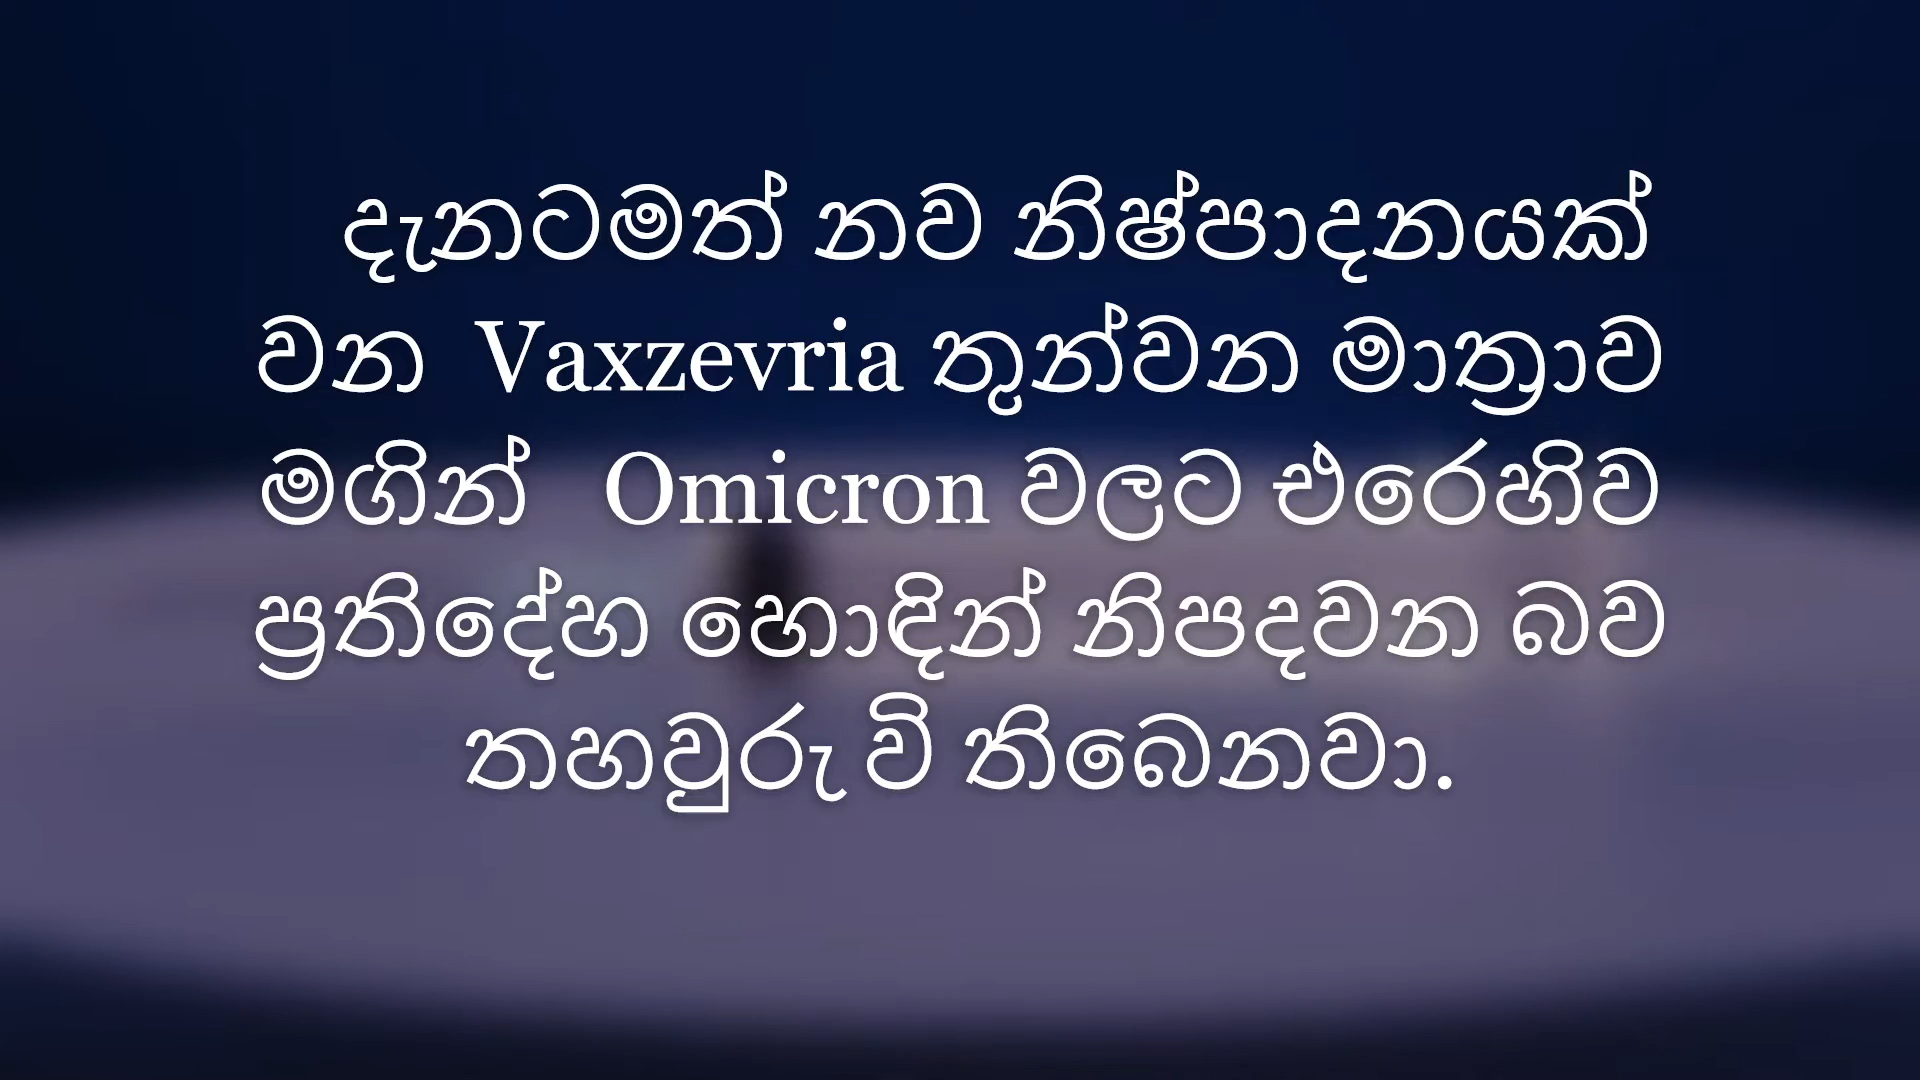 දැනටමත් නව නිෂ්පාදනයක්
වන Vaxzevria තුන්වන මාත්‍රාව
මගින් Omicron වලට එරෙහිව
ප්‍රතිදේහ හොඳින් නිපදවන බව
තහවුරු වි තිබෙනවා.